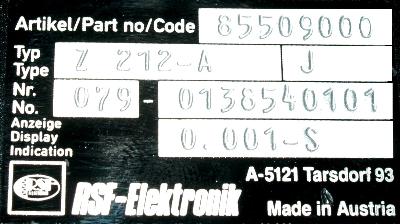 Artikel/Part no/Code 85509000
Typ
Type Z 212-A J
Nr.
No. 079-0138540101
Anzeige
Display
Indication 0.001-S
RSF RSF-Elektronik
A-5121 Tarsdorf 93
Made in Austria